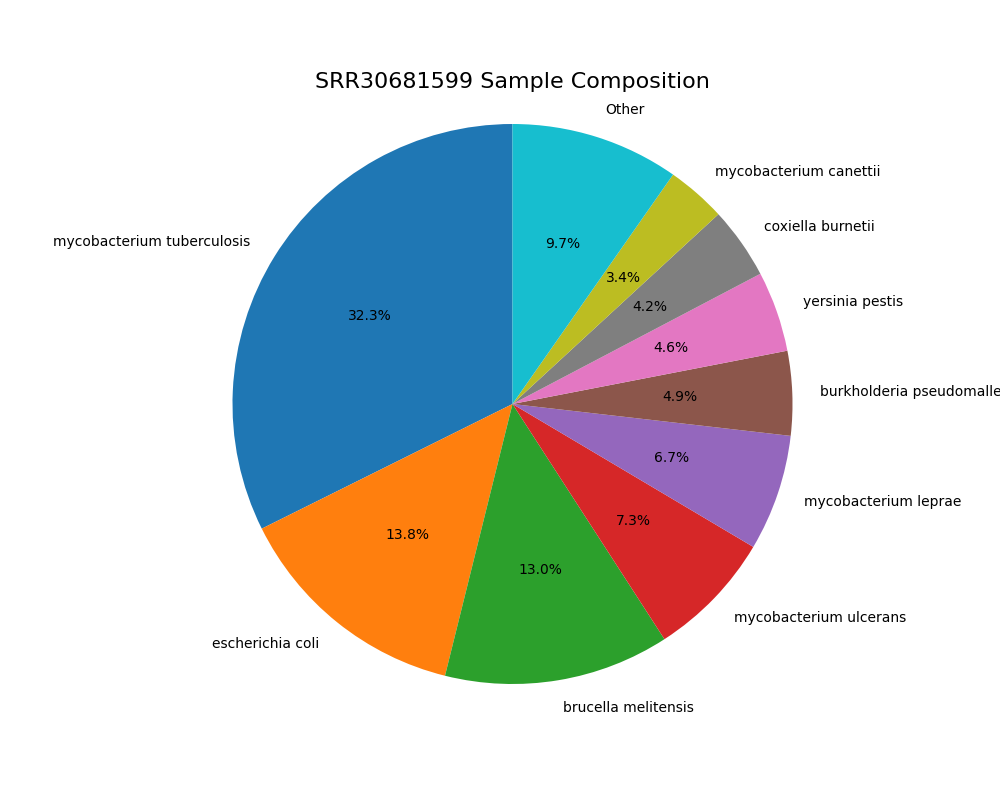 SRR30681599 Sample Composition
Other
mycobacterium canettii
coxiella burnetii
mycobacterium tuberculosis
9.7%
3.4%
yersinia pestis
4.2%
32.3%
4.6%
burkholderia pseudomalle
4.9%
6.7%
mycobacterium leprae
7.3%
13.8%
13.0%
mycobacterium ulcerans
escherichia coli
brucella melitensis